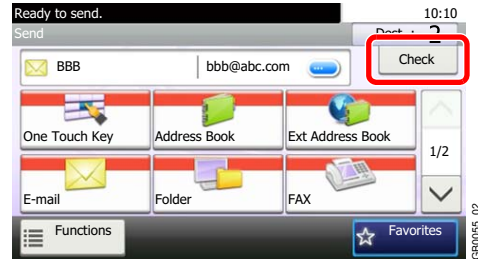 Ready to send. 10:10
Send Dest.: 2
Check
BBB bbb@abc.com
One Touch Key Address Book Ext Address Book
1/2
E-mail Folder FAX
Functions Favorites
GB0055_02